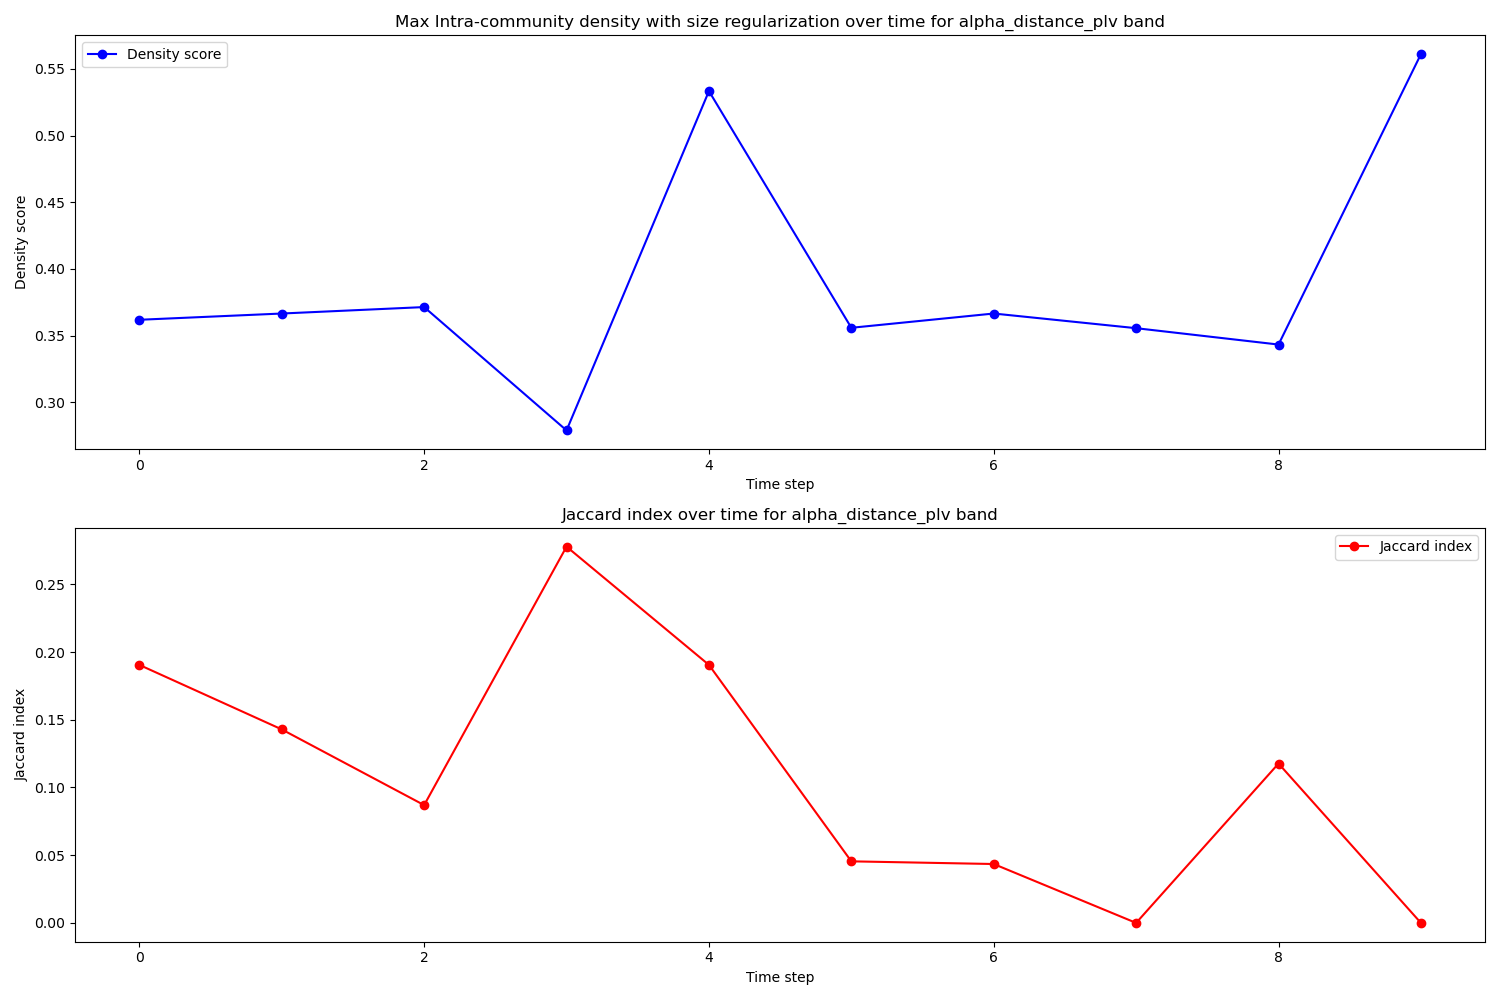 Max Intra-community density with size regularization over time for alpha_distance_plv band
Density score
0.55
0.50
0.45
0.40
0.35
0.30
Density score
0
2
4
6
8
Time step
Jaccard index over time for alpha_distance_plv band
Jaccard index
0.25
0.20
0.15
0.10
0.05
0.00
Jaccard index
0
2
4
6
8
Time step